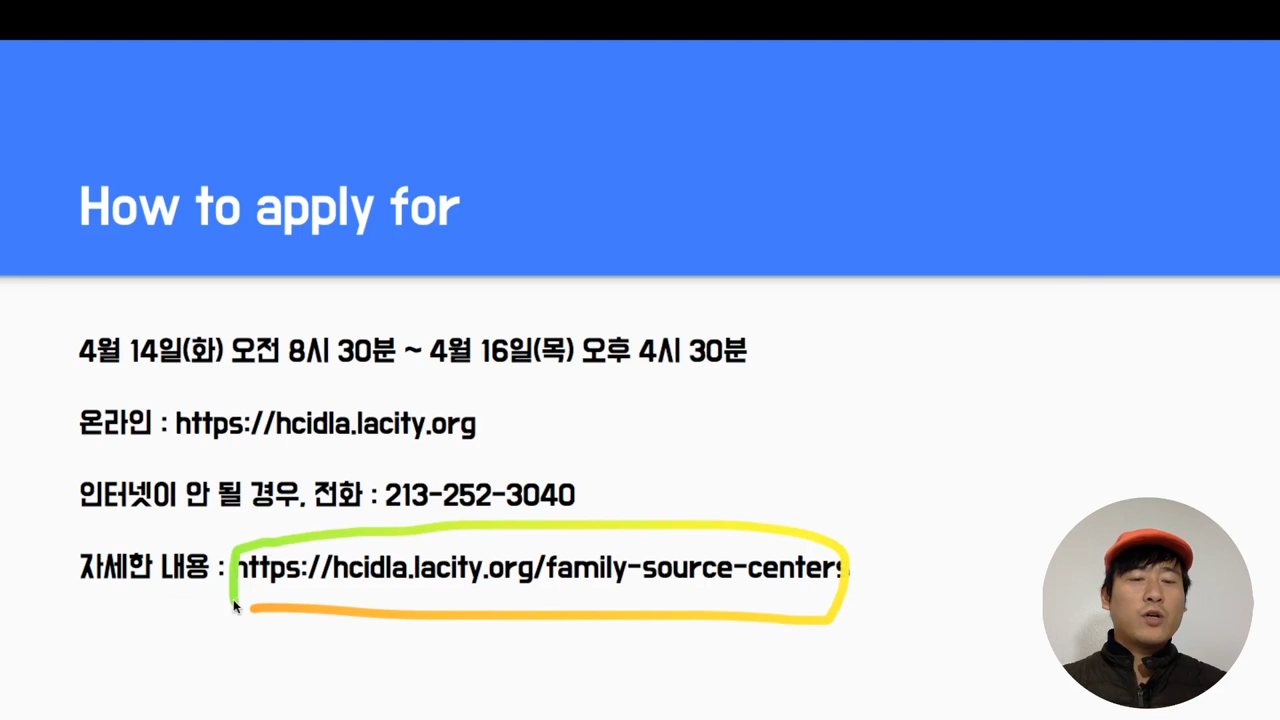 How to apply for
4월 14일(화) 오전 8시 30분 ~ 4월 16일(목) 오후 4시 30분
온라인 : https://hcidla.lacity.org
인터넷이 안 될 경우, 전화 : 213-252-3040
자세한 내용 : https://hcidla.lacity.org/family-source-centers